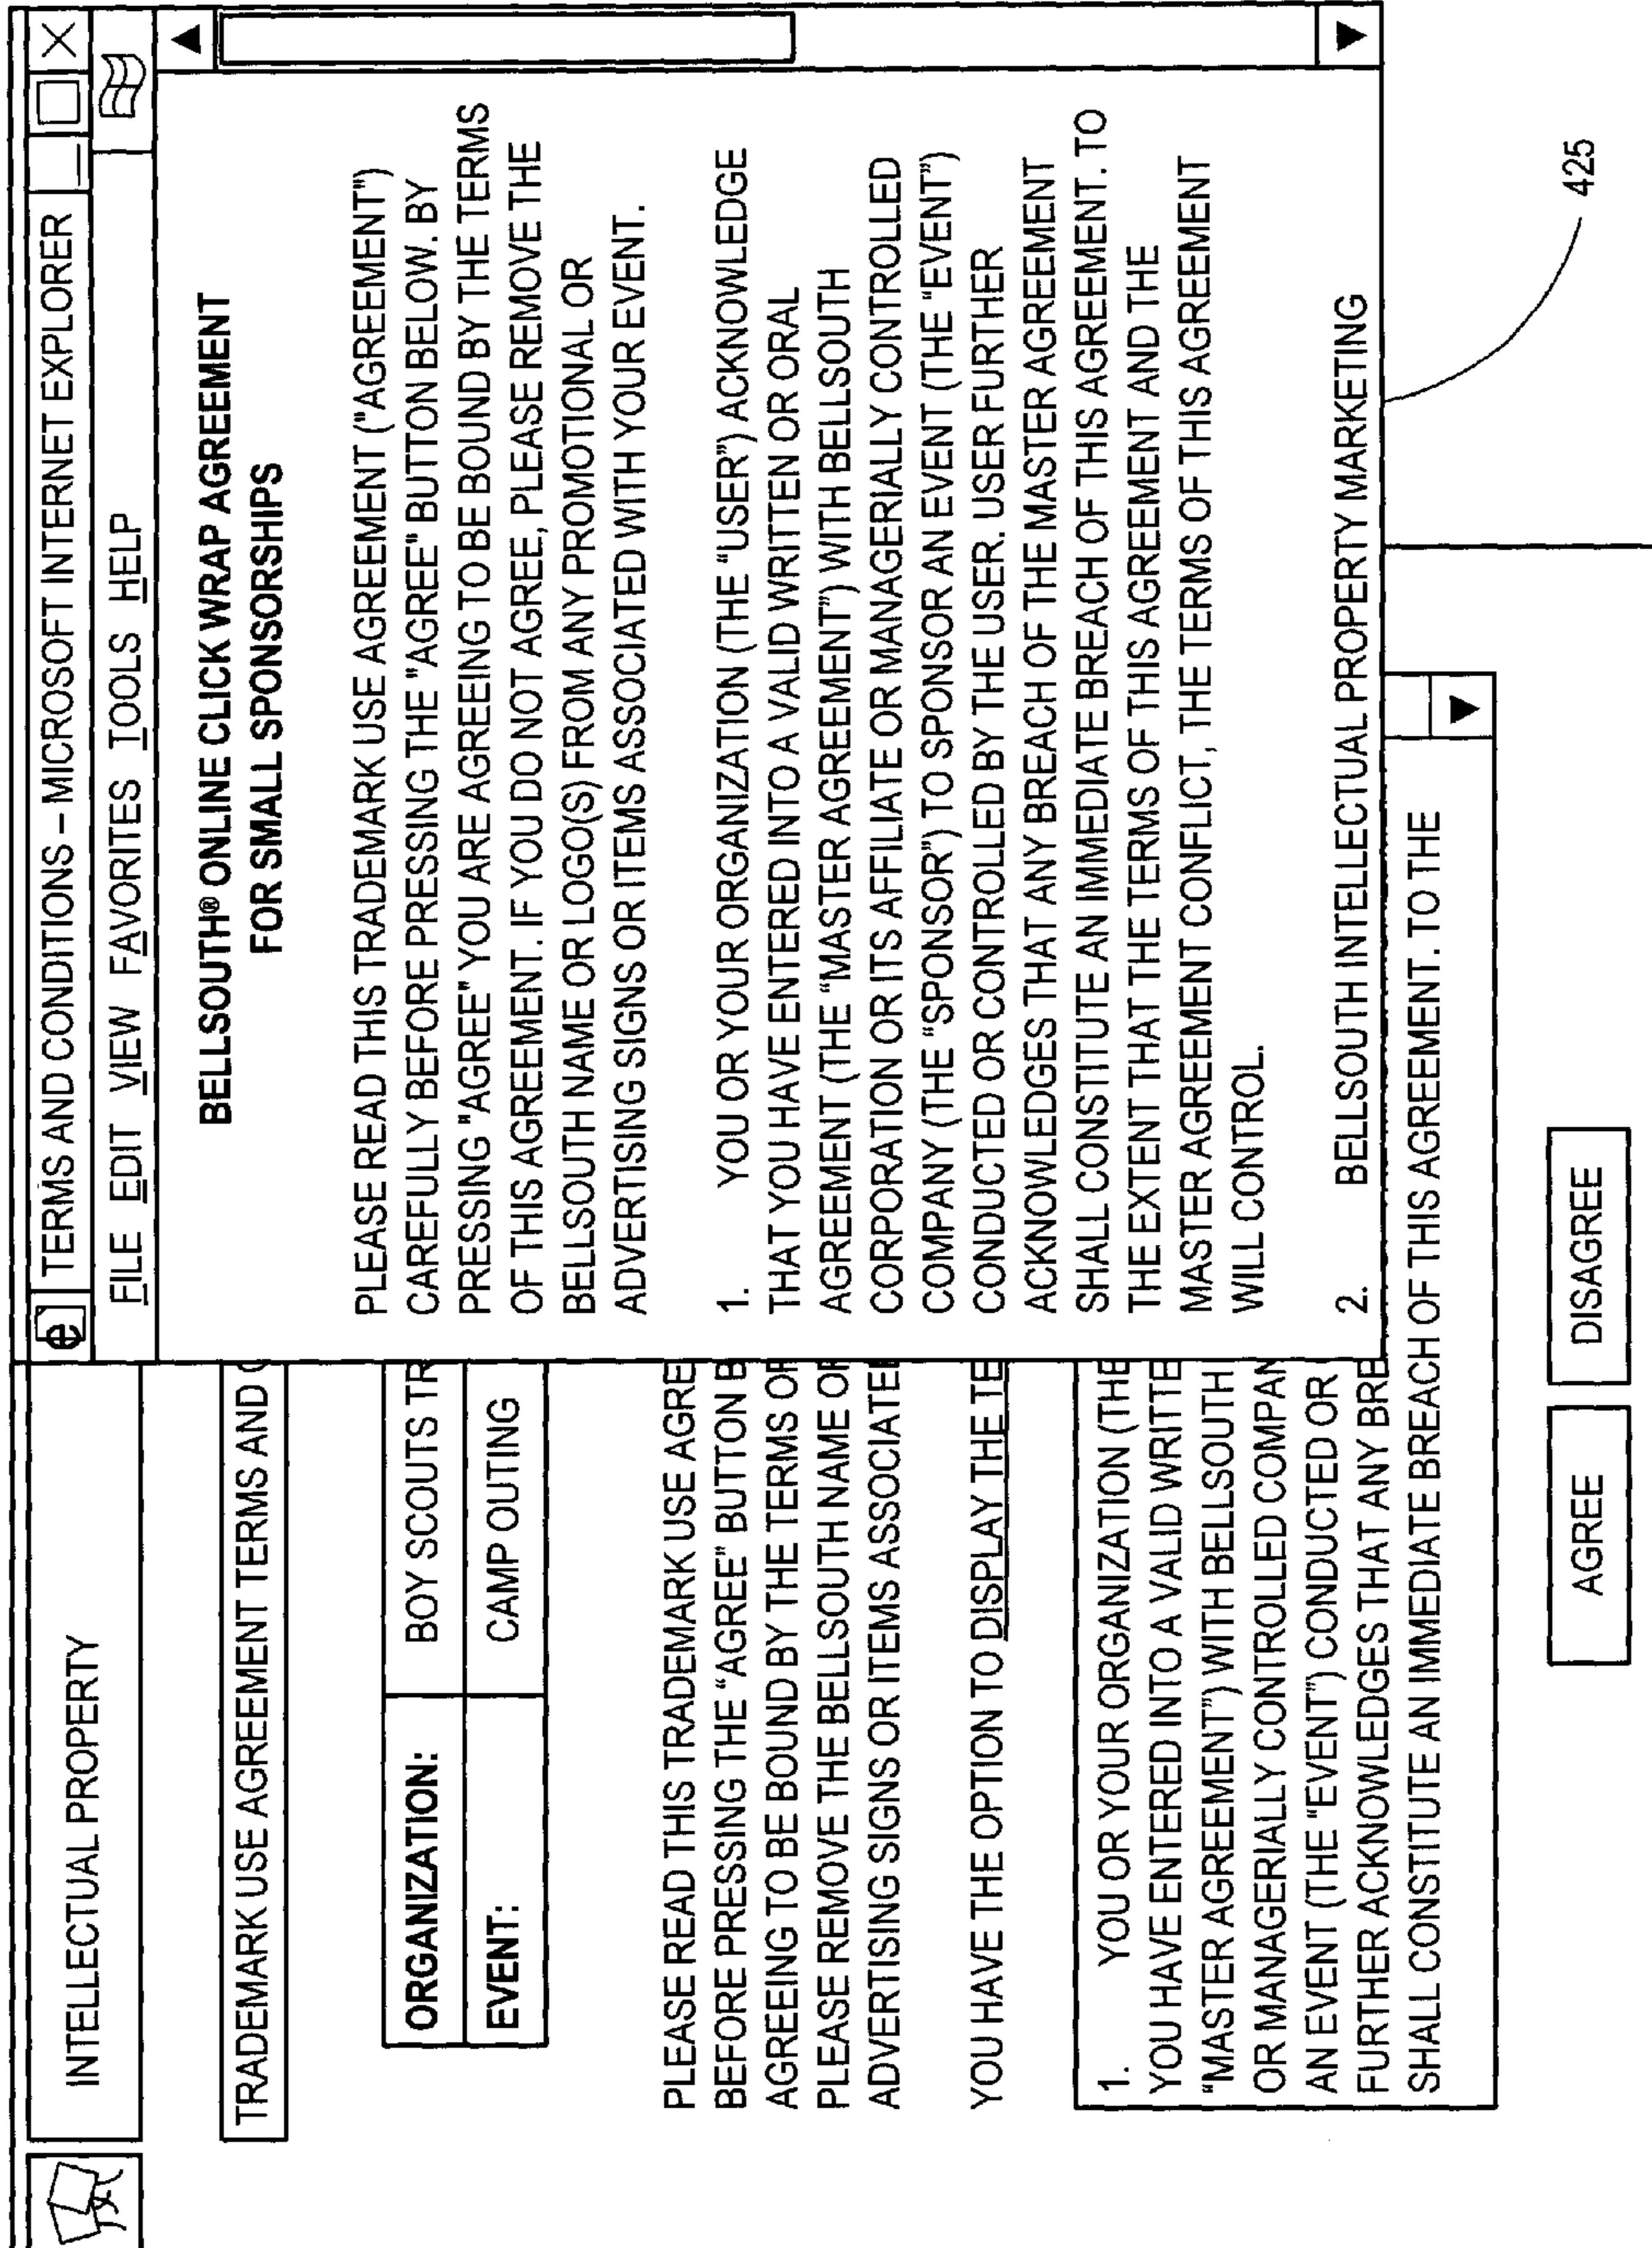 INTELLECTUAL PROPERTY
TRADEMARK USE AGREEMENT TERMS AND
ORGANIZATION: BOY SCOUTS TR
EVENT: CAMP OUTING
PLEASE READ THIS TRADEMARK USE AGRE
BEFORE PRESSING THE "AGREE" BUTTON B
AGREEING TO BE BOUND BY THE TERMS OF
PLEASE REMOVE THE BELLSOUTH NAME OF
ADVERTISING SIGNS OR ITEMS ASSOCIATE
YOU HAVE THE OPTION TO DISPLAY THE TE
1. YOU OR YOUR ORGANIZATION (THE
YOU HAVE ENTERED INTO A VALID WRITTE
"MASTER AGREEMENT") WITH BELLSOUTH
OR MANAGERIALLY CONTROLLED COMPAN
AN EVENT (THE "EVENT") CONDUCTED OR
FURTHER ACKNOWLEDGES THAT ANY BRE
SHALL CONSTITUTE AN IMMEDIATE BREACH OF THIS AGREEMENT. TO THE
AGREE DISAGREE
TERMS AND CONDITIONS – MICROSOFT INTERNET EXPLORER
FILE EDIT VIEW FAVORITES TOOLS HELP
BELLSOUTH® ONLINE CLICK WRAP AGREEMENT
FOR SMALL SPONSORSHIPS
PLEASE READ THIS TRADEMARK USE AGREEMENT ("AGREEMENT")
CAREFULLY BEFORE PRESSING THE "AGREE" BUTTON BELOW. BY
PRESSING "AGREE" YOU ARE AGREEING TO BE BOUND BY THE TERMS
OF THIS AGREEMENT. IF YOU DO NOT AGREE, PLEASE REMOVE THE
BELLSOUTH NAME OR LOGO(S) FROM ANY PROMOTIONAL OR
ADVERTISING SIGNS OR ITEMS ASSOCIATED WITH YOUR EVENT.
1. YOU OR YOUR ORGANIZATION (THE "USER") ACKNOWLEDGE
THAT YOU HAVE ENTERED INTO A VALID WRITTEN OR ORAL
AGREEMENT (THE "MASTER AGREEMENT") WITH BELLSOUTH
CORPORATION OR ITS AFFILIATE OR MANAGERIALLY CONTROLLED
COMPANY (THE "SPONSOR") TO SPONSOR AN EVENT (THE "EVENT")
CONDUCTED OR CONTROLLED BY THE USER. USER FURTHER
ACKNOWLEDGES THAT ANY BREACH OF THE MASTER AGREEMENT
SHALL CONSTITUTE AN IMMEDIATE BREACH OF THIS AGREEMENT. TO
THE EXTENT THAT THE TERMS OF THIS AGREEMENT AND THE
MASTER AGREEMENT CONFLICT, THE TERMS OF THIS AGREEMENT
WILL CONTROL.
2. BELLSOUTH INTELLECTUAL PROPERTY MARKETING
425